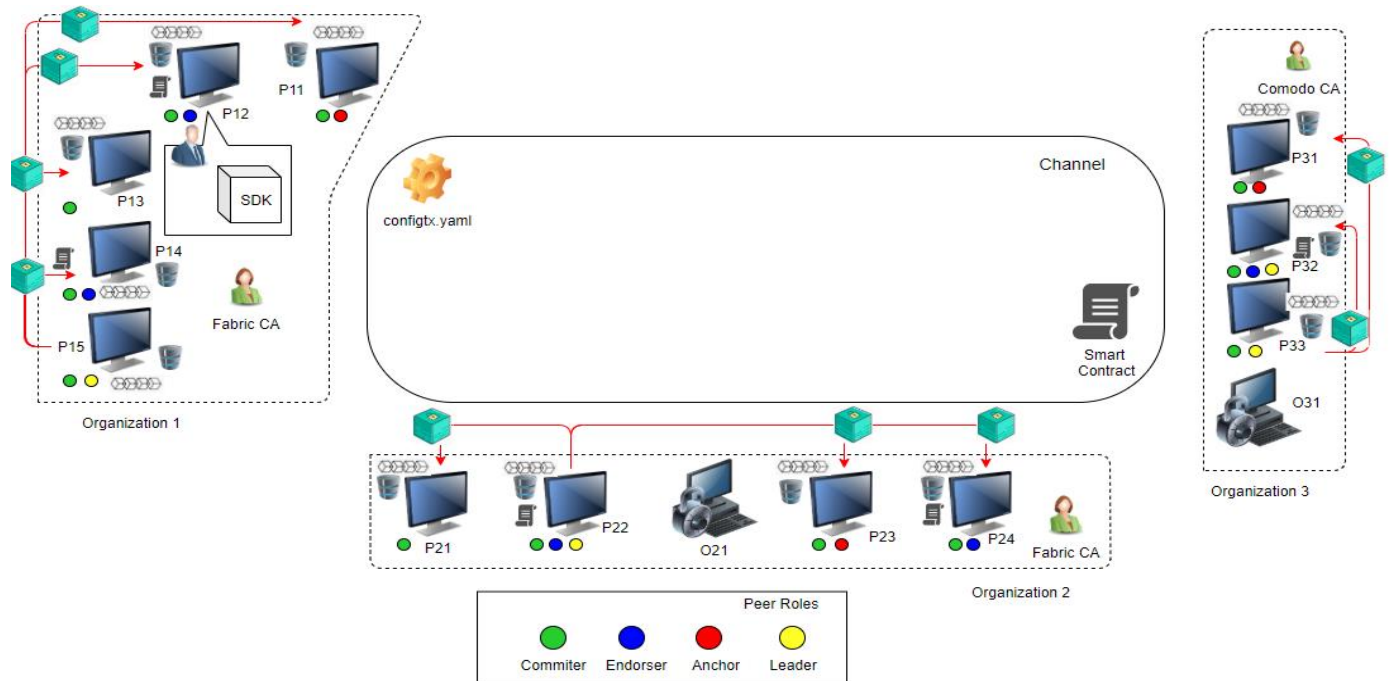 P12
P11
P13
SDK
P14
Fabric CA
P15
Organization 1
configtx.yaml
Channel
Smart
Contract
Comodo CA
P31
P32
P33
O31
Organization 3
P21
P22
O21
P23
P24
Fabric CA
Organization 2
Peer Roles
Commiter
Endorser
Anchor
Leader